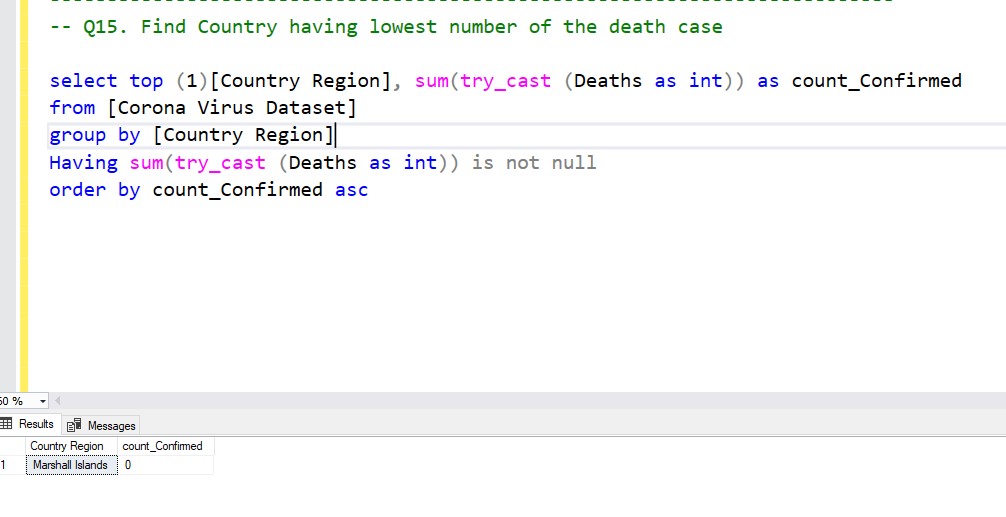 -- Q15. Find Country having lowest number of the death case
select top (1)[Country Region], sum(try_cast (Deaths as int)) as count_Confirmed
from [Corona Virus Dataset]
group by [Country Region]
Having sum(try_cast (Deaths as int)) is not null
order by count_Confirmed asc
50 %
Results Messages
Country Region count_Confirmed
1 Marshall Islands 0